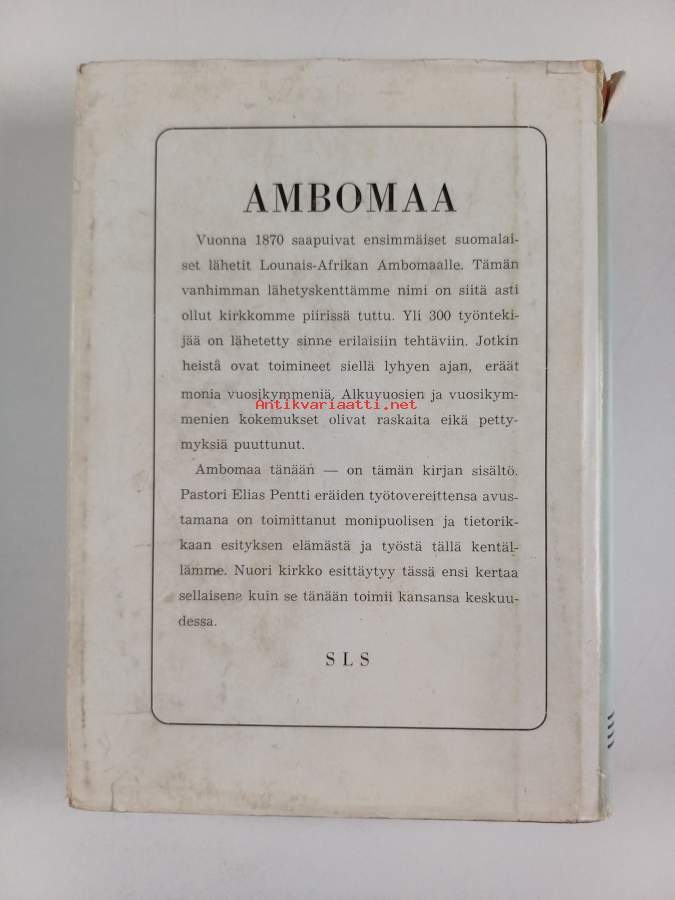 AMBOMAA
Vuonna 1870 saapuivat ensimmäiset suomalai-
set lähetit Lounais-Afrikan Ambomaalle. Tämän
vanhimman lähetyskenttämme nimi on siitä asti
ollut kirkkomme piirissä tuttu. Yli 300 työnteki-
jää on lähetetty sinne erilaisiin tehtäviin. Jotkin
heistä ovat toimineet siellä lyhyen ajan, eräät
monia vuosikymmeniä. Alkuvuosien ja vuosikym-
Antikvariaatti.net
menien kokemukset olivat raskaita eikä petty-
myksiä puuttunut.
Ambomaa tänään — on tämän kirjan sisältö.
Pastori Elias Pentti eräiden työtovereittensa avus-
tamana on toimittanut monipuolisen ja tietorik-
kaan esityksen elämästä ja työstä tällä kentäl-
lämme. Nuori kirkko esittäytyy tässä ensi kertaa
sellaisena kuin se tänään toimii kansansa keskuu-
dessa.
SLS